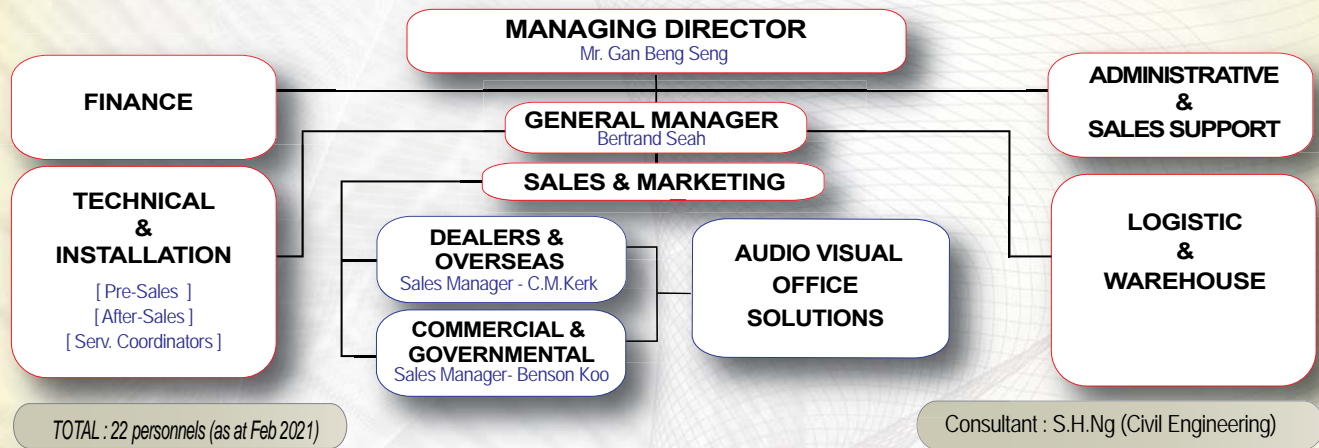 MANAGING DIRECTOR
Mr. Gan Beng Seng
FINANCE
ADMINISTRATIVE
&
SALES SUPPORT
GENERAL MANAGER
Bertrand Seah
SALES & MARKETING
TECHNICAL
&
INSTALLATION
[ Pre-Sales ]
[ After-Sales ]
[ Serv. Coordinators ]
DEALERS &
OVERSEAS
Sales Manager - C.M.Kerk
COMMERCIAL &
GOVERNMENTAL
Sales Manager- Benson Koo
AUDIO VISUAL
OFFICE
SOLUTIONS
LOGISTIC
&
WAREHOUSE
TOTAL : 22 personnels (as at Feb 2021)
Consultant : S.H.Ng (Civil Engineering)